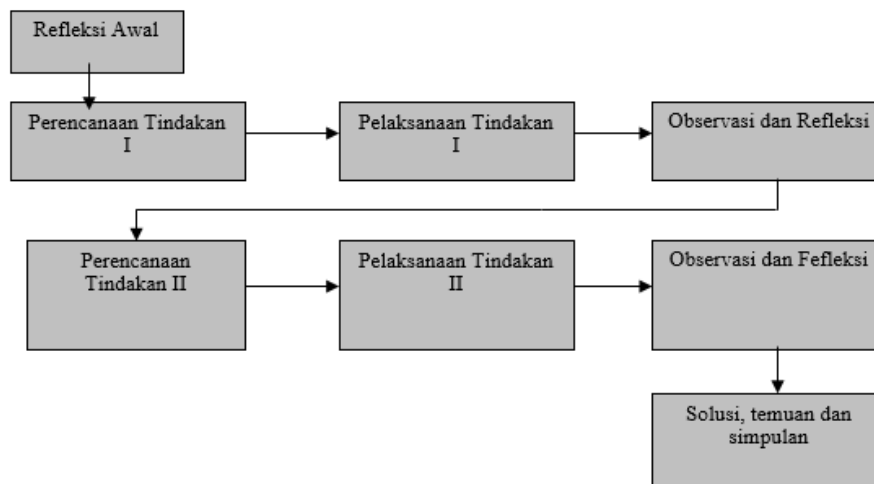 Refleksi Awal
Perencanaan Tindakan
I
Pelaksanaan Tindakan
I
Observasi dan Refleksi
Perencanaan
Tindakan II
Pelaksanaan Tindakan
II
Observasi dan Fefleksi
Solusi, temuan dan
simpulan